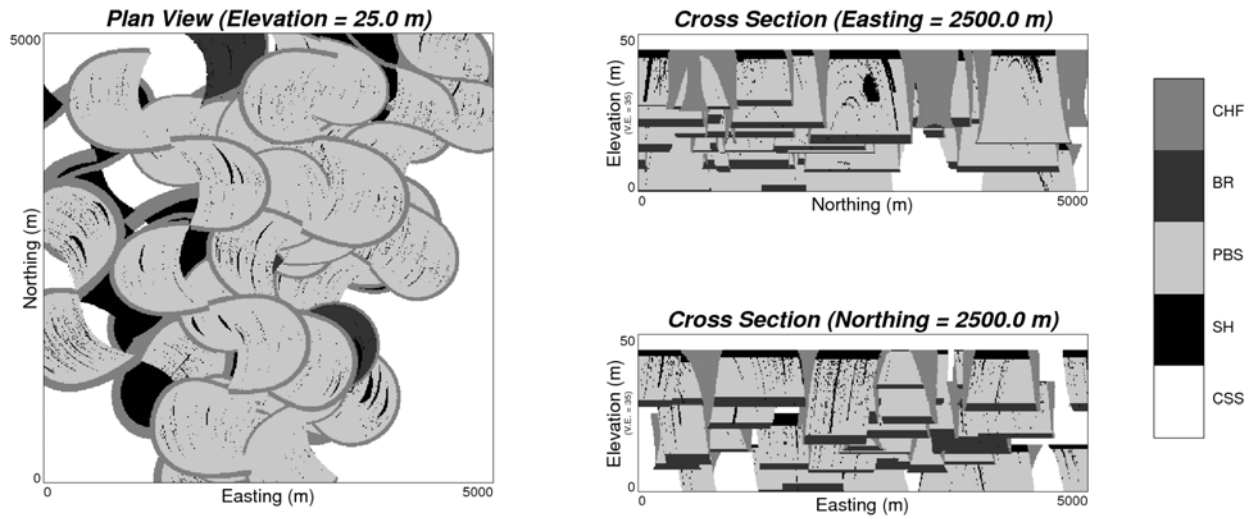 Plan View (Elevation = 25.0 m)
5000
Northing (m)
0
0
Easting (m)
5000
Cross Section (Easting = 2500.0 m)
50
Elevation (m)
(V.E. = 35)
0
0
Northing (m)
5000
Cross Section (Northing = 2500.0 m)
50
Elevation (m)
(V.E. = 35)
0
0
Easting (m)
5000
CHF
BR
PBS
SH
CSS